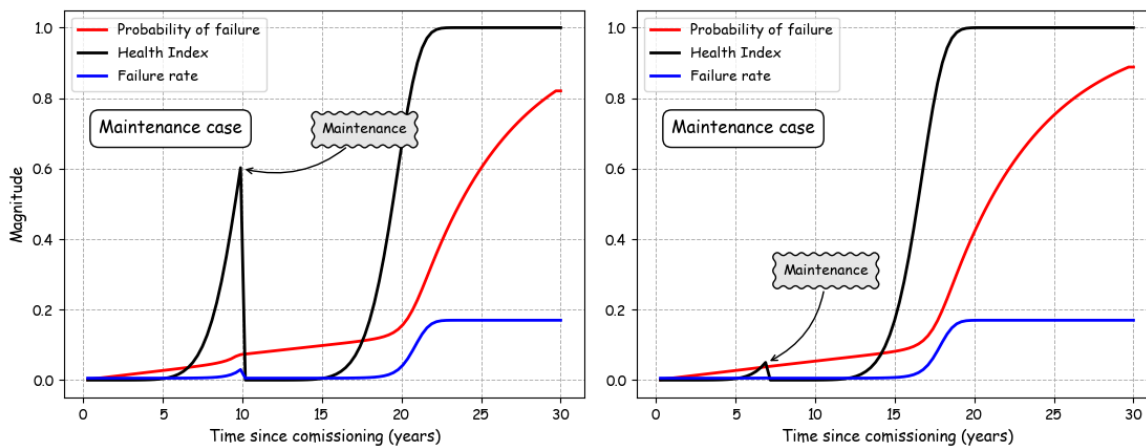 Probability of failure
Health Index
Failure rate
Maintenance case
Maintenance
Magnitude
1.0
0.8
0.6
0.4
0.2
0.0
0 5 10 15 20 25 30
Time since comissioning (years)
Probability of failure
Health Index
Failure rate
Maintenance case
Maintenance
1.0
0.8
0.6
0.4
0.2
0.0
0 5 10 15 20 25 30
Time since comissioning (years)